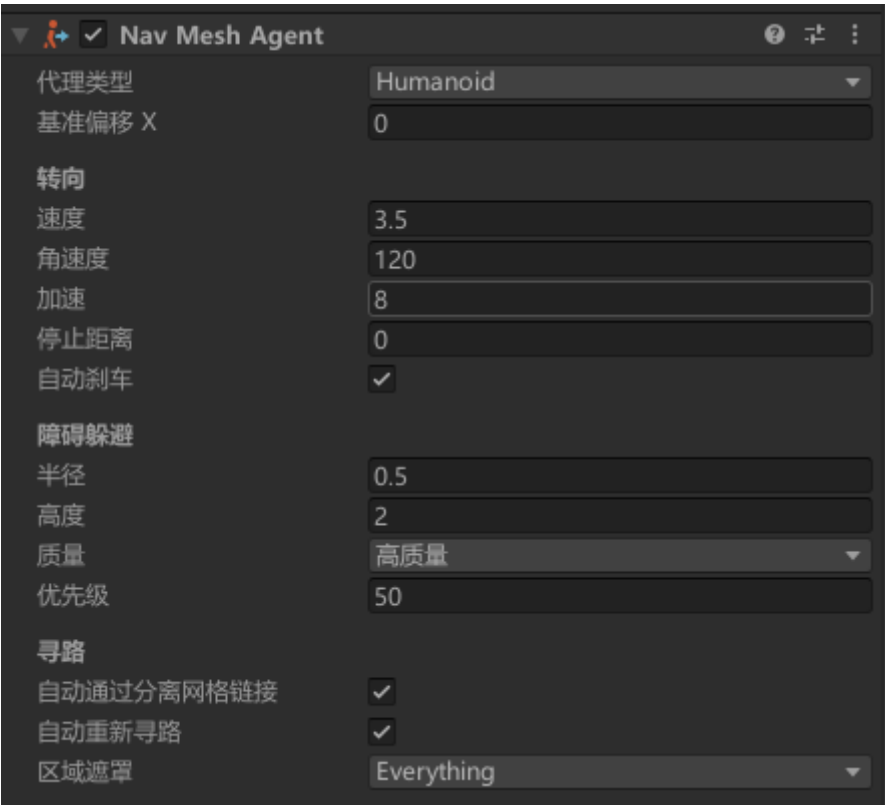 Nav Mesh Agent
代理类型 Humanoid
基准偏移 X 0
转向
速度 3.5
角速度 120
加速 8
停止距离 0
自动刹车
障碍躲避
半径 0.5
高度 2
质量 高质量
优先级 50
寻路
自动通过分离网格链接
自动重新寻路
区域遮罩 Everything